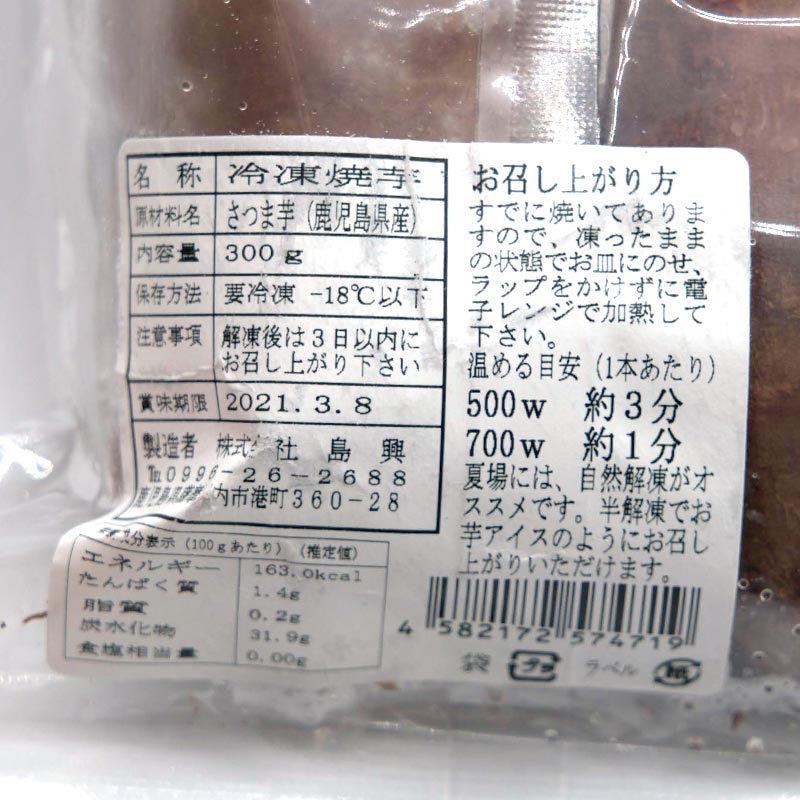 名 称 冷凍焼芋
原材料名 さつま芋(鹿児島県産)
内容量 300g
保存方法 要冷凍 -18℃以下
注意事項 解凍後は3日以内に
お召し上がり下さい
賞味期限 2021.3.8
製造者 株式 社 島 興
℡0996-26-2688
内市港町360-28
分表示(100gあたり)(推定値)
エネルギー 163.0kcal
たんぱく質 1.4g
脂質 0.2g
炭水化物 31.9g
食塩相当量 0.00g
お召し上がり方
すでに焼いてありま
すので、凍ったまま
の状態でお皿にのせ、
ラップをかけずに電
子レンジで加熱して
下さい。
温める目安(1本あたり)
500w 約3分
700w 約1分
夏場には、自然解凍がオ
ススメです。半解凍でお
芋アイスのようにお召し
上がりいただけます。
4 582172 574719
袋 プラ ラベル 紙